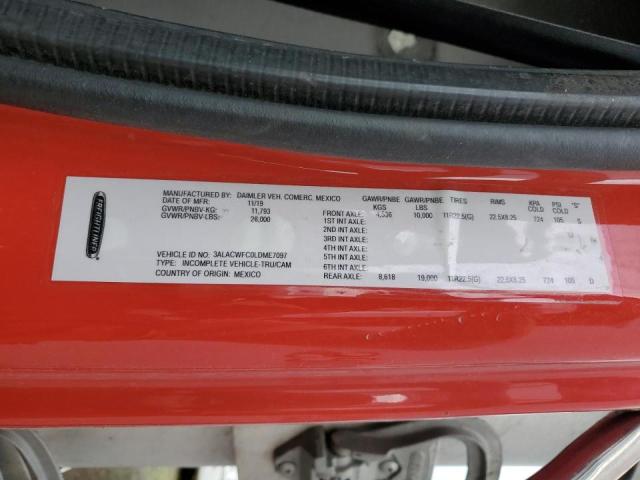 FREIGHTLINER
MANUFACTURED BY: DAIMLER VEH. COMERC. MEXICO
DATE OF MFR: 11/19
GVWR/PNBV-KG: 11,793
GVWR/PNBV-LBS: 26,000
VEHICLE ID NO: 3ALACWFC0LDME7097
TYPE: INCOMPLETE VEHICLE-TRU/CAM
COUNTRY OF ORIGIN: MEXICO
GAWR/PNBE KGS GAWR/PNBE LBS TIRES RIMS KPA COLD PSI COLD "S"
FRONT AXLE: 4,536 10,000 11R22.5(G) 22.5X8.25 724 105 S
1ST INT AXLE:
2ND INT AXLE:
3RD INT AXLE:
4TH INT AXLE:
5TH INT AXLE:
6TH INT AXLE:
REAR AXLE: 8,618 19,000 11R22.5(G) 22.5X8.25 724 105 D